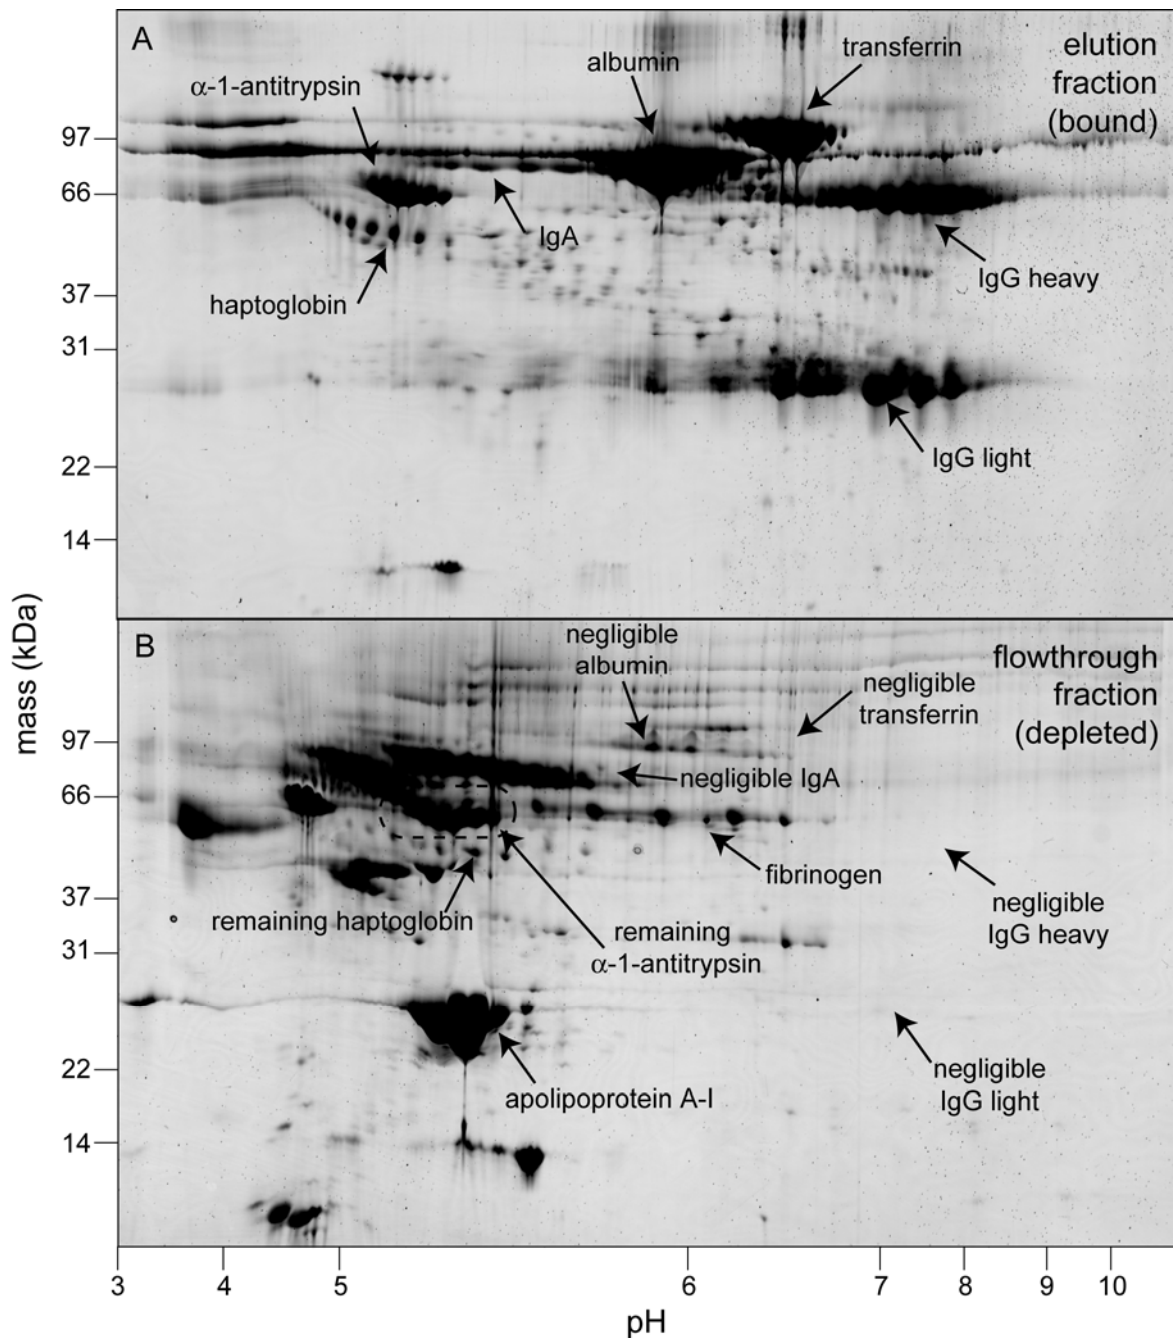 A
elution
fraction
(bound)
α-1-antitrypsin
albumin
transferrin
IgA
haptoglobin
IgG heavy
IgG light
97
66
37
31
22
14
mass (kDa)
B
flowthrough
fraction
(depleted)
negligible
albumin
negligible
transferrin
negligible IgA
fibrinogen
remaining haptoglobin
remaining
α-1-antitrypsin
negligible
IgG heavy
apolipoprotein A-I
negligible
IgG light
97
66
37
31
22
14
3 4 5 6 7 8 9 10
pH